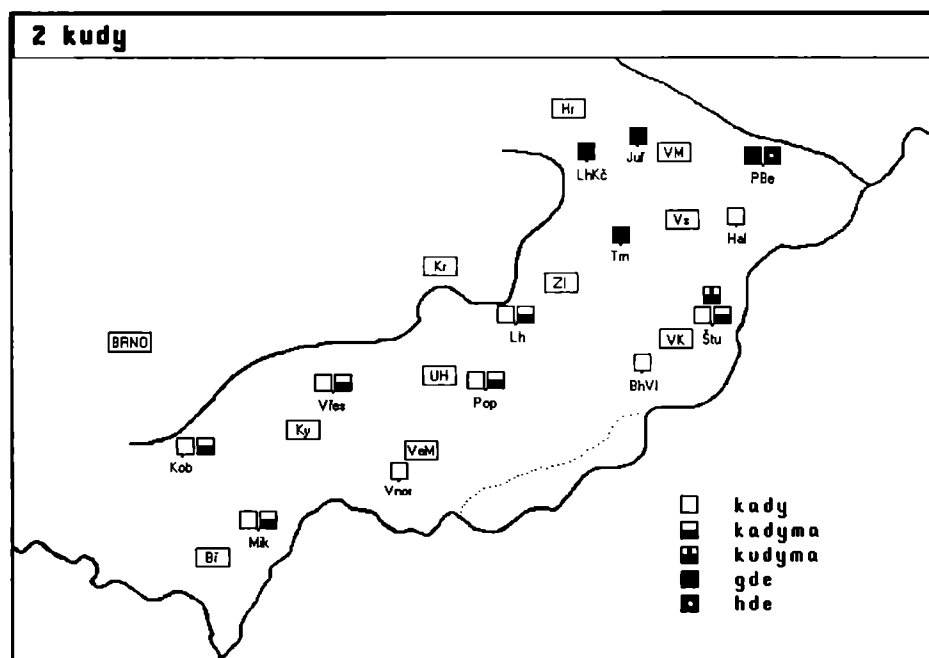 2 kudy
Hr
Juř
VM
LhKč
PBe
Vs
Hal
Trn
Kr
Zl
BRNO
Lh
VK
Štu
UH
BhVl
Vřes
Pop
Ky
VeM
Kob
Vnor
Mik
Bř
kady
kadyma
kudyma
gde
hde